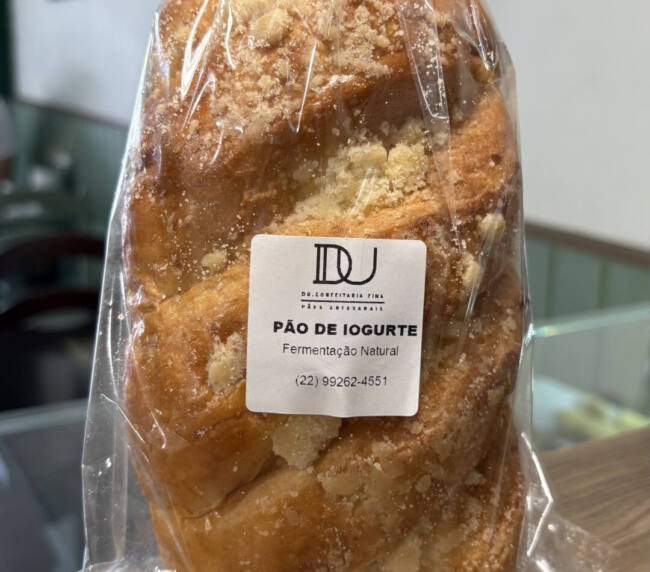 DU
DU.CONFEITARIA FINA
PÃES ARTESANAIS
PÃO DE IOGURTE
Fermentação Natural
(22) 99262-4551